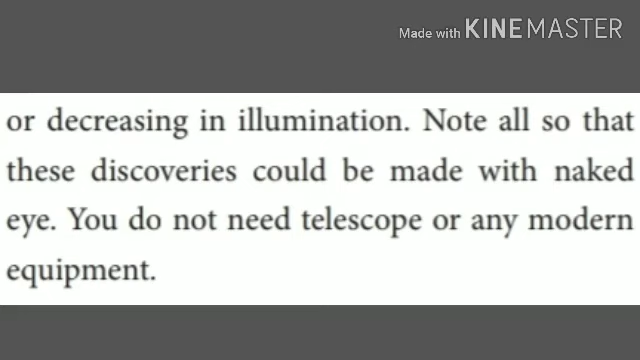 Made with KINEMASTER
or decreasing in illumination. Note all so that
these discoveries could be made with naked
eye. You do not need telescope or any modern
equipment.